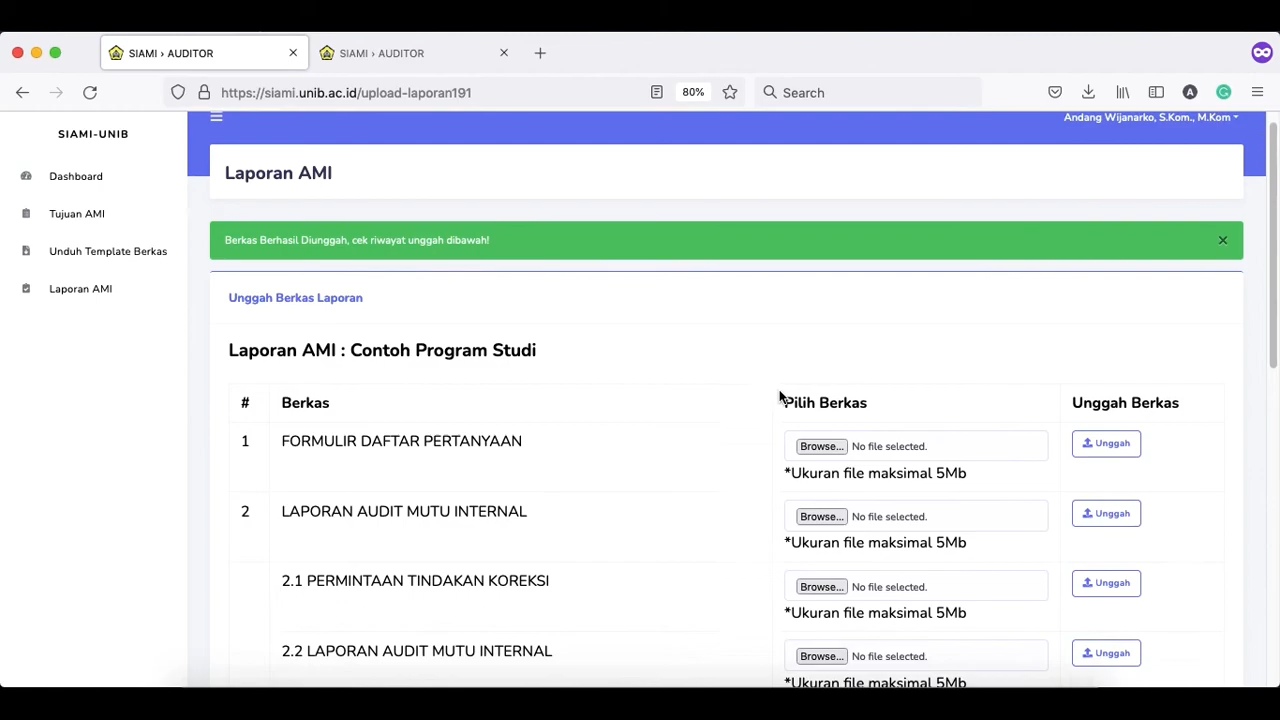 SIAMI › AUDITOR
SIAMI › AUDITOR
https://siami.unib.ac.id/upload-laporan191
80%
Search
SIAMI-UNIB
Andang Wijanarko, S.Kom., M.Kom
Dashboard
Tujuan AMI
Unduh Template Berkas
Laporan AMI
Laporan AMI
Berkas Berhasil Diunggah, cek riwayat unggah dibawah!
Unggah Berkas Laporan
Laporan AMI : Contoh Program Studi
# Berkas Pilih Berkas Unggah Berkas
1 FORMULIR DAFTAR PERTANYAAN Browse... No file selected. Unggah
*Ukuran file maksimal 5Mb
2 LAPORAN AUDIT MUTU INTERNAL Browse... No file selected. Unggah
*Ukuran file maksimal 5Mb
2.1 PERMINTAAN TINDAKAN KOREKSI Browse... No file selected. Unggah
*Ukuran file maksimal 5Mb
2.2 LAPORAN AUDIT MUTU INTERNAL Browse... No file selected. Unggah
*Ukuran file maksimal 5Mb